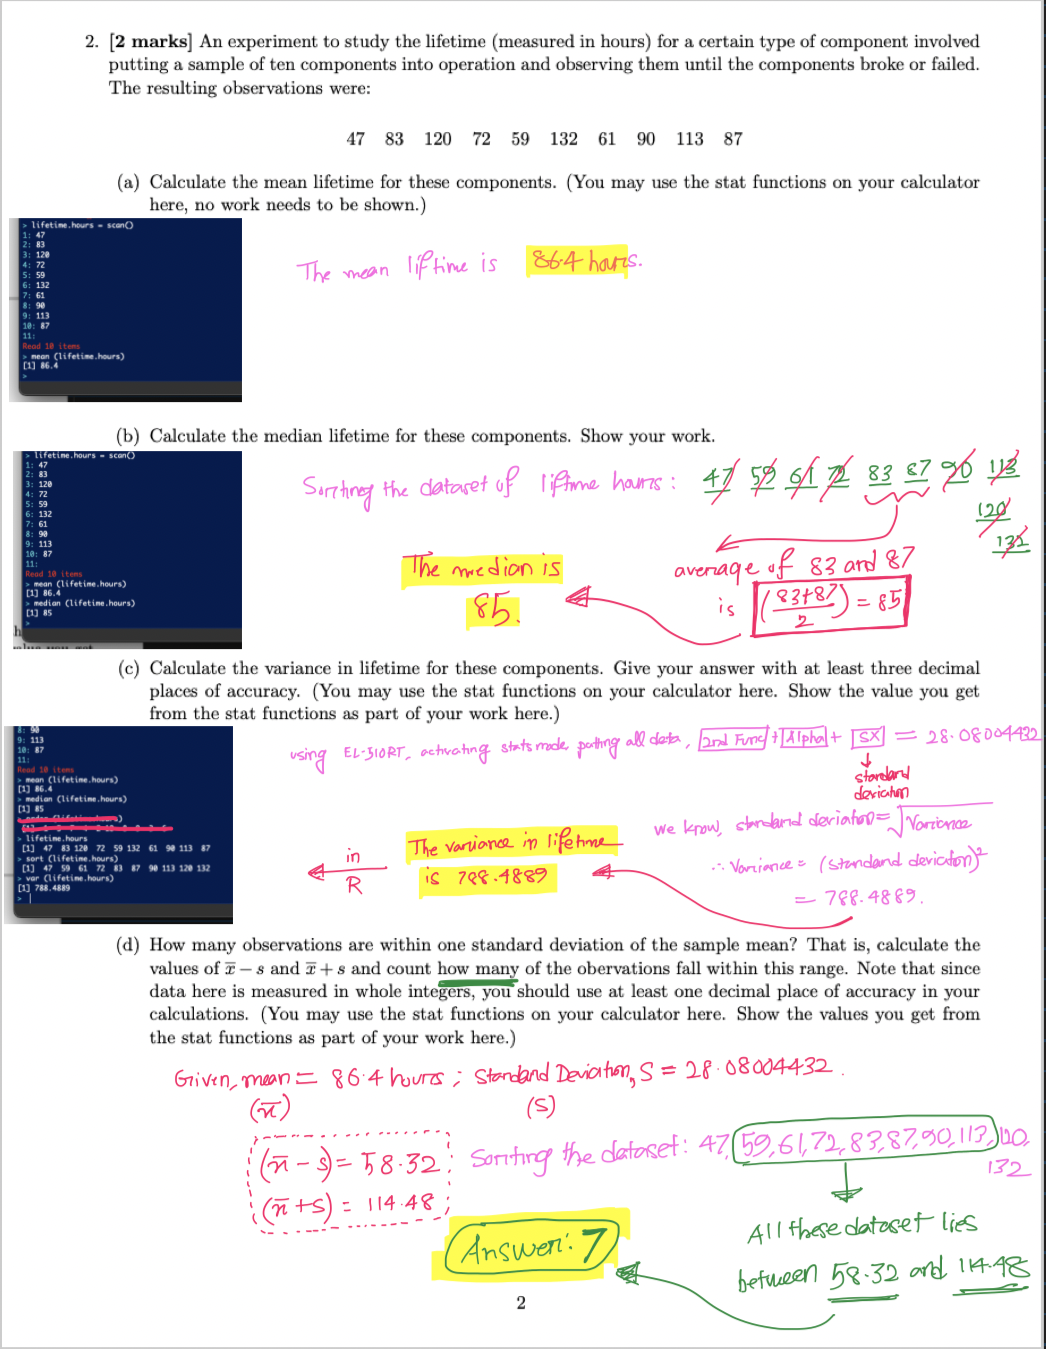 2. [2 marks] An experiment to study the lifetime (measured in hours) for a certain type of component involved
putting a sample of ten components into operation and observing them until the components broke or failed.
The resulting observations were:
47 83 120 72 59 132 61 90 113 87
(a) Calculate the mean lifetime for these components. (You may use the stat functions on your calculator
here, no work needs to be shown.)
> lifetime.hours = scan()
1: 47
2: 83
3: 120
4: 72
5: 59
6: 132
7: 61
8: 90
9: 113
10: 87
11:
Read 10 items
> mean (lifetime.hours)
[1] 86.4
>
The mean liftime is 86.4 hours.
(b) Calculate the median lifetime for these components. Show your work.
> lifetime.hours = scan()
1: 47
2: 83
3: 120
4: 72
5: 59
6: 132
7: 61
8: 90
9: 113
10: 87
11:
Read 10 items
> mean (lifetime.hours)
[1] 86.4
> median (lifetime.hours)
[1] 85
>
Sorthing the dataset of liftime hours : 47 59 61 72 83 87 90 113
120
132
average of 83 and 87
is (83+87/2) = 85
The median is
85.
(c) Calculate the variance in lifetime for these components. Give your answer with at least three decimal
places of accuracy. (You may use the stat functions on your calculator here. Show the value you get
from the stat functions as part of your work here.)
8: 90
9: 113
10: 87
11:
Read 10 items
> mean (lifetime.hours)
[1] 86.4
> median (lifetime.hours)
[1] 85
> lifetime.hours
[1] 47 83 120 72 59 132 61 90 113 87
> sort (lifetime.hours)
[1] 47 59 61 72 83 87 90 113 120 132
> var (lifetime.hours)
[1] 788.4889
>
using EL-510RT, activating stats mode, putting all data, 2nd Func + Alpha + SX = 28.08004432
standard
deviation
We know, standard deviation = √Variance
∴ Variance = (standard deviation)²
= 788.4889.
The variance in lifetime
is 788.4889
in
R
(d) How many observations are within one standard deviation of the sample mean? That is, calculate the
values of x̄ − s and x̄ + s and count how many of the obervations fall within this range. Note that since
data here is measured in whole integers, you should use at least one decimal place of accuracy in your
calculations. (You may use the stat functions on your calculator here. Show the values you get from
the stat functions as part of your work here.)
Given, mean = 86.4 hours ; Standard Deviation, S = 28.08004432.
(x̄) (S)
(x̄ - S) = 58.32 ;
(x̄ + S) = 114.48 ;
Sorting the dataset: 47, 59, 61, 72, 83, 87, 90, 113, 120,
132
All these dataset lies
between 58.32 and 114.48
Answer: 7
2